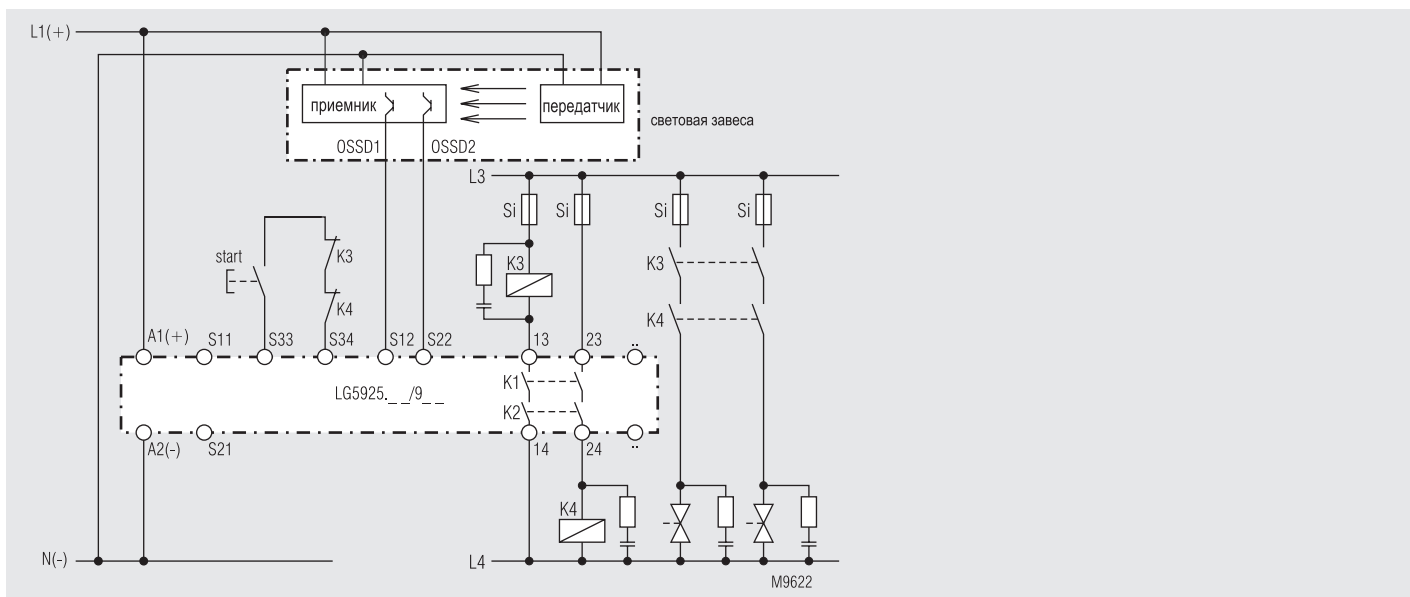 L1(+)
приемник
передатчик
световая завеса
OSSD1
OSSD2
L3
Si
Si
Si
Si
start
K3
K4
K3
K3
K4
A1(+)
S11
S33
S34
S12
S22
13
23
..
LG5925._ _/9_ _
K1
K2
A2(-)
S21
14
24
..
K4
N(-)
L4
M9622